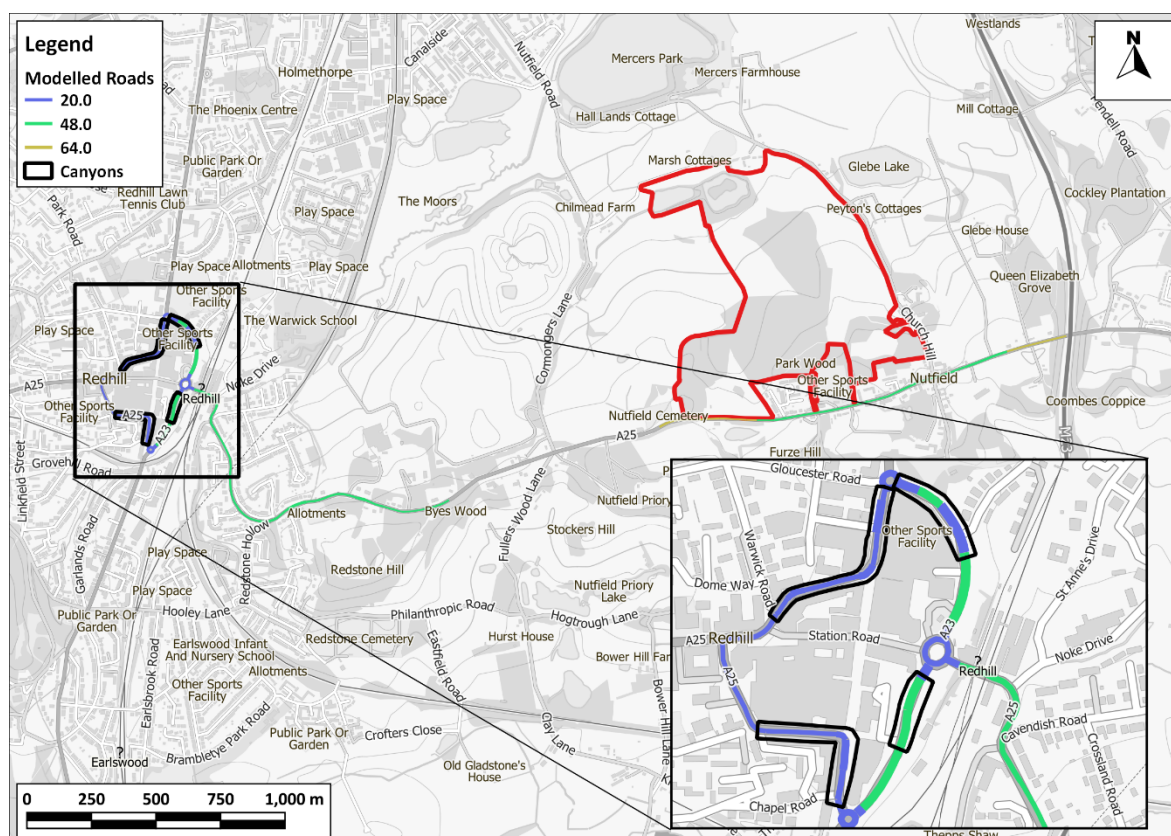 Legend
Modelled Roads
20.0
48.0
64.0
Canyons
N
Westlands
Canalside
Nutfield Road
Mercers Park
Mercers Farmhouse
Holmethorpe
Play Space
The Phoenix Centre
Hall Lands Cottage
Mill Cottage
Pendell Road
Public Park Or
Garden
Redhill Lawn
Tennis Club
Park Road
Marsh Cottages
Glebe Lake
Cockley Plantation
Play Space
The Moors
Chilmead Farm
Peyton's Cottages
Glebe House
Play Space
Allotments
Play Space
Queen Elizabeth
Grove
Other Sports
Facility
Play Space
Other Sports
Facility
The Warwick School
Cormongers Lane
Church Hill
Park Wood
Redhill
A25
Noke Drive
?
Redhill
Other Sports
Facility
Nutfield
Other Sports
Facility
A25
A23
Nutfield Cemetery
Coombes Coppice
A25
M23
Linkfield Street
Grovehill Road
Furze Hill
Allotments
Byes Wood
Fullers Wood Lane
Nutfield Priory
Stockers Hill
Garlands Road
Redstone Hollow
Play Space
Redstone Hill
Play Space
Hooley Lane
Nutfield Priory
Lake
Public Park Or
Garden
Philanthropic Road
Hogtrough Lane
Earlswood Infant
And Nursery School
Redstone Cemetery
Eastfield Road
Hurst House
Allotments
Bower Hill Far
Other Sports
Facility
Earlsbrook Road
Public Park Or
Garden
Crofters Close
Clay Lane
Bower Hill Lane
?
Earlswood
Brambletye Park Road
Old Gladstone's
House
0 250 500 750 1,000 m
Gloucester Road
Other Sports
Facility
Warwick Road
Dome Way
St Anne's Drive
A23
A25
Redhill
Station Road
Noke Drive
?
Redhill
A25
A25
Cavendish Road
Crossland Road
Chapel Road
Thepps Shaw